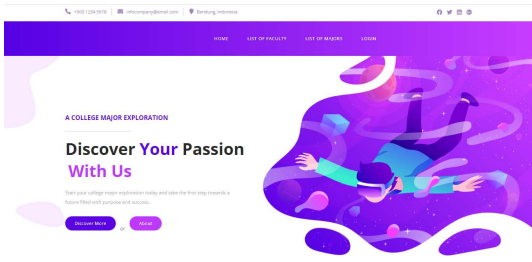 +900 1234 5678 infocompany@email.com Bandung, Indonesia
HOME LIST OF FACULTY LIST OF MAJORS LOGIN
A COLLEGE MAJOR EXPLORATION
Discover Your Passion
With Us
Start your college major exploration today and take the first step towards a
future filled with purpose and success.
Discover More or About